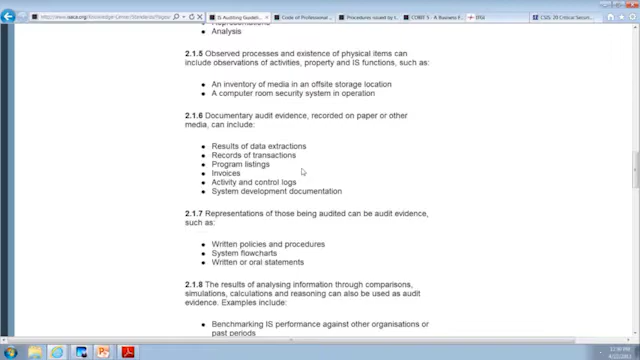 IS Auditing Guideli...
Code of Professional ...
Procedures issued by I...
COBIT 5 - A Business F...
ITGI
CSIS: 20 Critical Securi...
• Analysis
2.1.5 Observed processes and existence of physical items can
include observations of activities, property and IS functions, such as:
• An inventory of media in an offsite storage location
• A computer room security system in operation
2.1.6 Documentary audit evidence, recorded on paper or other
media, can include:
• Results of data extractions
• Records of transactions
• Program listings
• Invoices
• Activity and control logs
• System development documentation
2.1.7 Representations of those being audited can be audit evidence,
such as:
• Written policies and procedures
• System flowcharts
• Written or oral statements
2.1.8 The results of analysing information through comparisons,
simulations, calculations and reasoning can also be used as audit
evidence. Examples include:
• Benchmarking IS performance against other organisations or
past periods